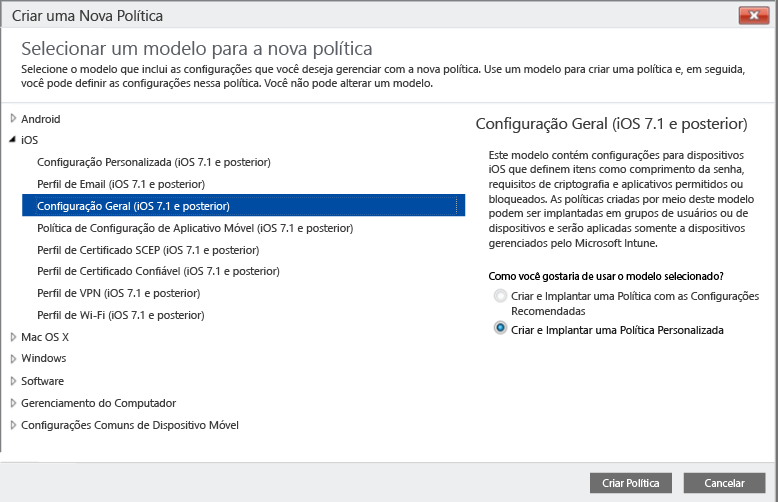 Criar uma Nova Política
Selecionar um modelo para a nova política
Selecione o modelo que inclui as configurações que você deseja gerenciar com a nova política. Use um modelo para criar uma política e, em seguida,
você pode definir as configurações nessa política. Você não pode alterar um modelo.
Android
iOS
Configuração Personalizada (iOS 7.1 e posterior)
Perfil de Email (iOS 7.1 e posterior)
Configuração Geral (iOS 7.1 e posterior)
Política de Configuração de Aplicativo Móvel (iOS 7.1 e posterior)
Perfil de Certificado SCEP (iOS 7.1 e posterior)
Perfil de Certificado Confiável (iOS 7.1 e posterior)
Perfil de VPN (iOS 7.1 e posterior)
Perfil de Wi-Fi (iOS 7.1 e posterior)
Mac OS X
Windows
Software
Gerenciamento do Computador
Configurações Comuns de Dispositivo Móvel
Configuração Geral (iOS 7.1 e posterior)
Este modelo contém configurações para dispositivos
iOS que definem itens como comprimento da senha,
requisitos de criptografia e aplicativos permitidos ou
bloqueados. As políticas criadas por meio deste modelo
podem ser implantadas em grupos de usuários ou de
dispositivos e serão aplicadas somente a dispositivos
gerenciados pelo Microsoft Intune.
Como você gostaria de usar o modelo selecionado?
Criar e Implantar uma Política com as Configurações
Recomendadas
Criar e Implantar uma Política Personalizada
Criar Política
Cancelar